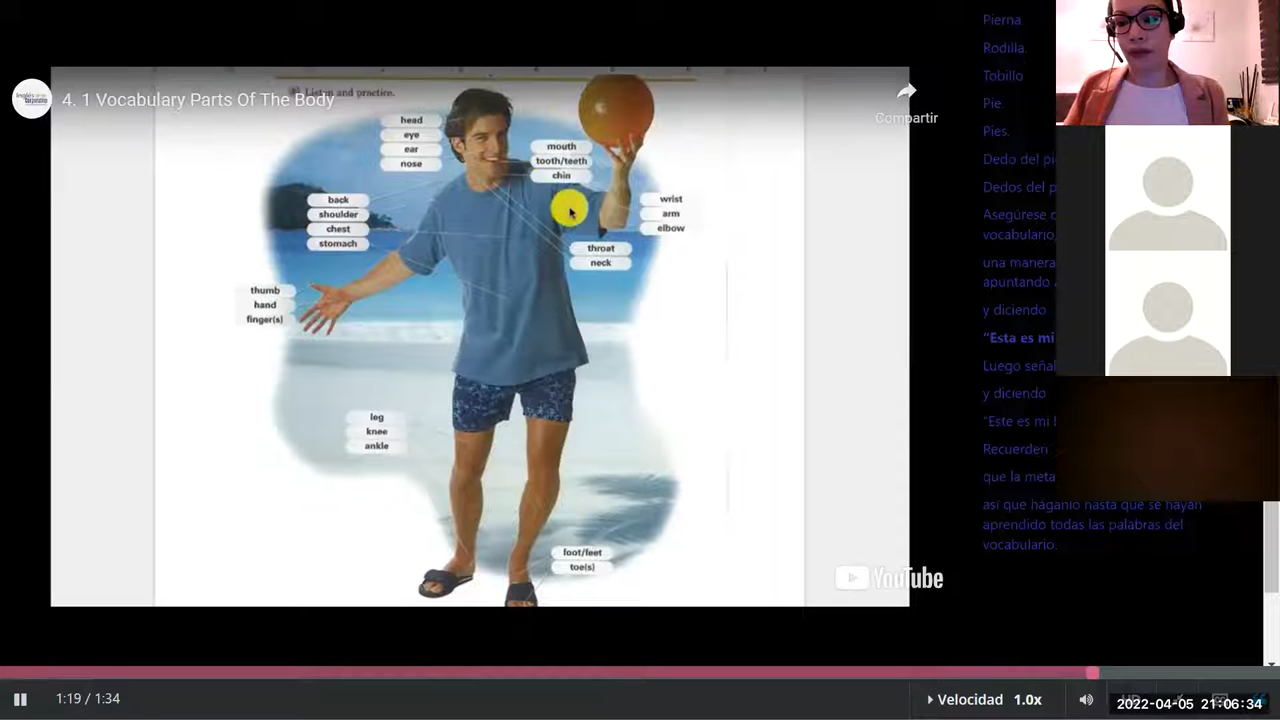 4. 1 Vocabulary Parts Of The Body
Listen and practice.
Compartir
head
eye
ear
nose
mouth
tooth/teeth
chin
back
shoulder
chest
stomach
wrist
arm
elbow
throat
neck
thumb
hand
finger(s)
leg
knee
ankle
foot/feet
toe(s)
YouTube
Pierna
Rodilla.
Tobillo
Pie.
Pies.
Dedo del
Dedos del
Asegúrese
vocabulario,
una manera
apuntando
y diciendo
“Esta es mi
Luego
y diciendo
“Este es mi
Recuerden
que la meta
así que háganlo hasta que se hayan
aprendido todas las palabras del
vocabulario.
1:19 / 1:34
Velocidad 1.0x
2022-04-05 21:06:34